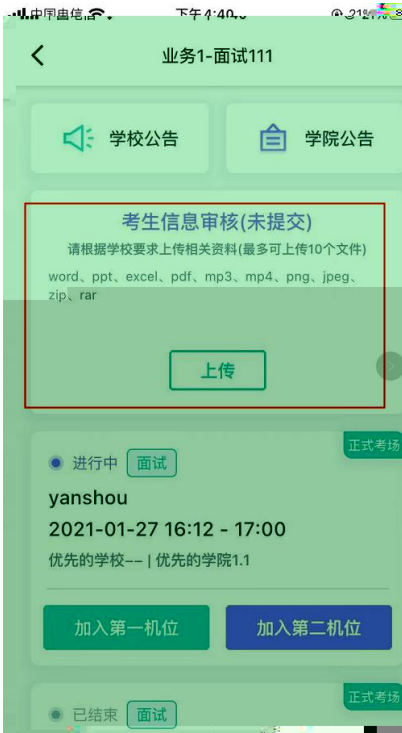 中国电信
下午4:40
21%
业务1-面试111
学校公告
学院公告
考生信息审核(未提交)
请根据学校要求上传相关资料(最多可上传10个文件)
word、ppt、excel、pdf、mp3、mp4、png、jpeg、
zip、rar
上传
正式考场
进行中 面试
yanshou
2021-01-27 16:12 - 17:00
优先的学校-- | 优先的学院1.1
加入第一机位
加入第二机位
正式考场
已结束 面试